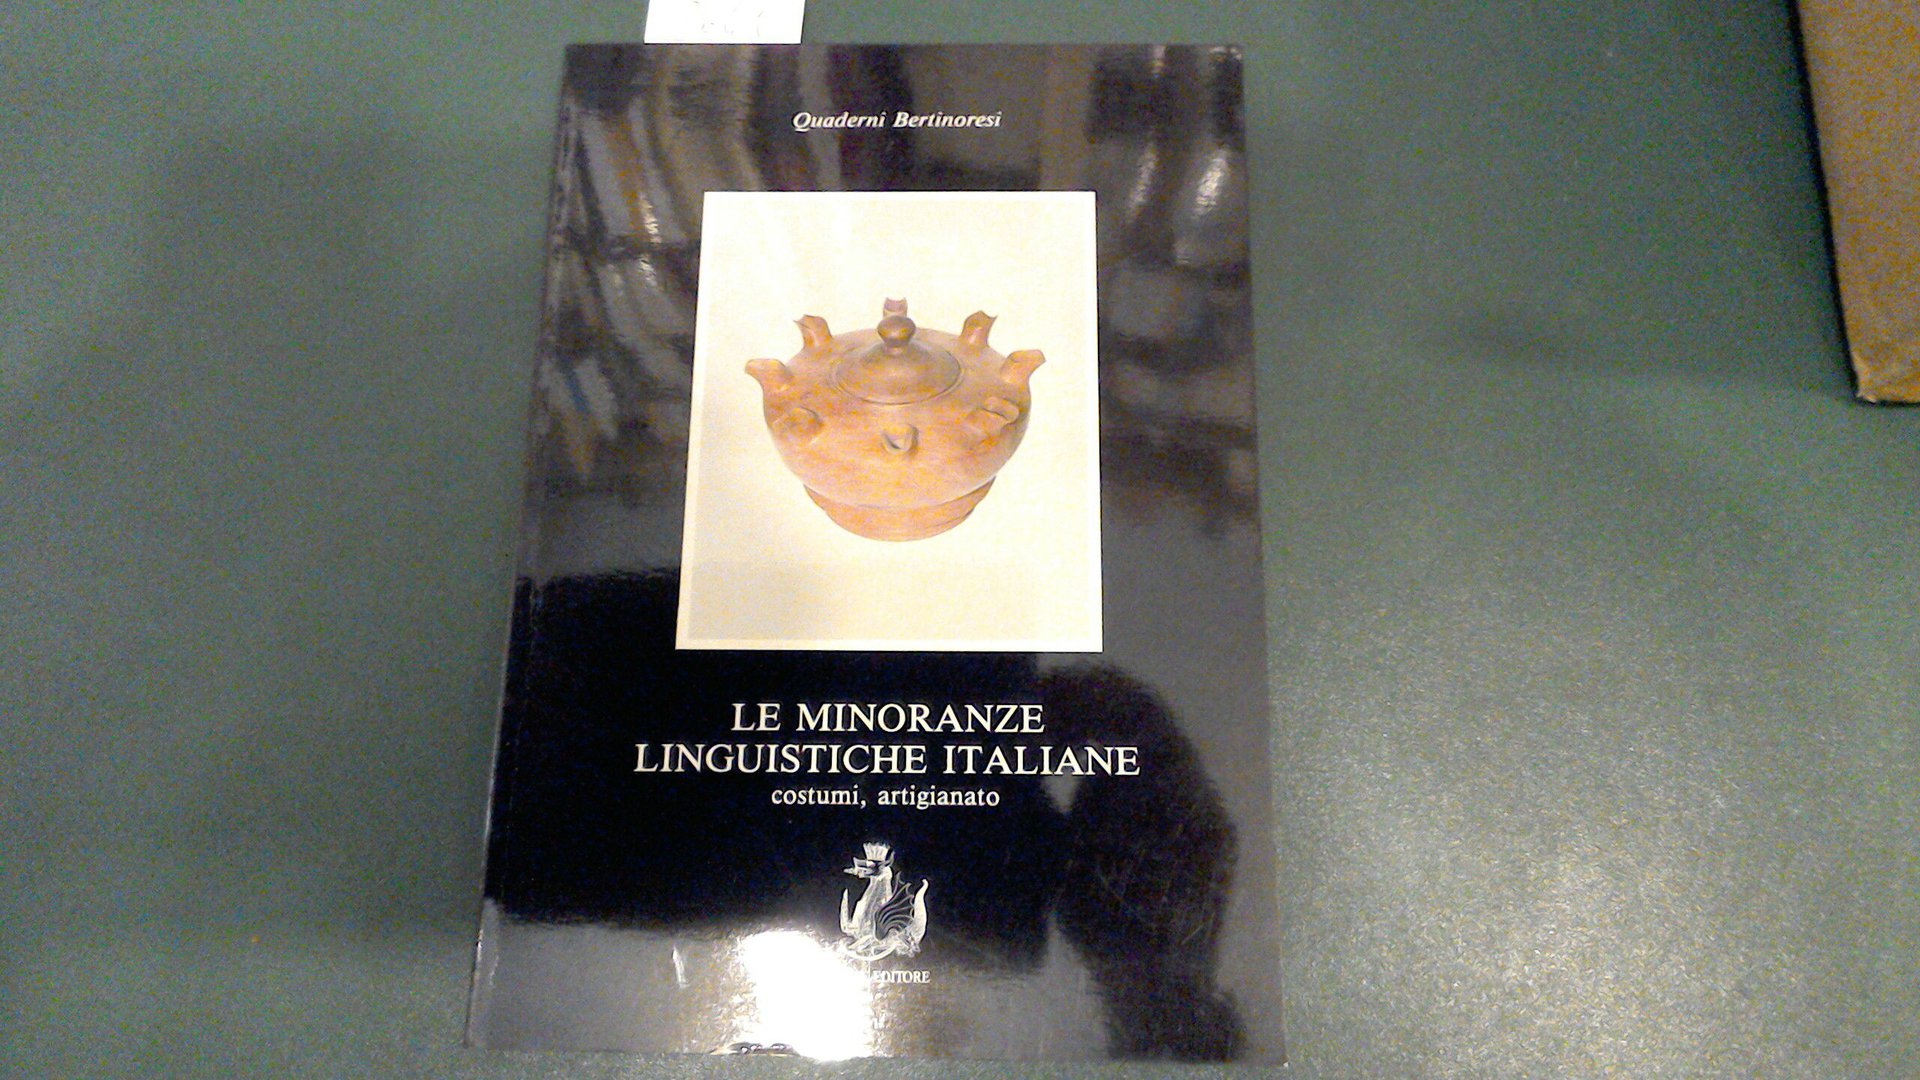 Quaderni Bertinoresi
LE MINORANZE
LINGUISTICHE ITALIANE
costumi, artigianato
EDITORE